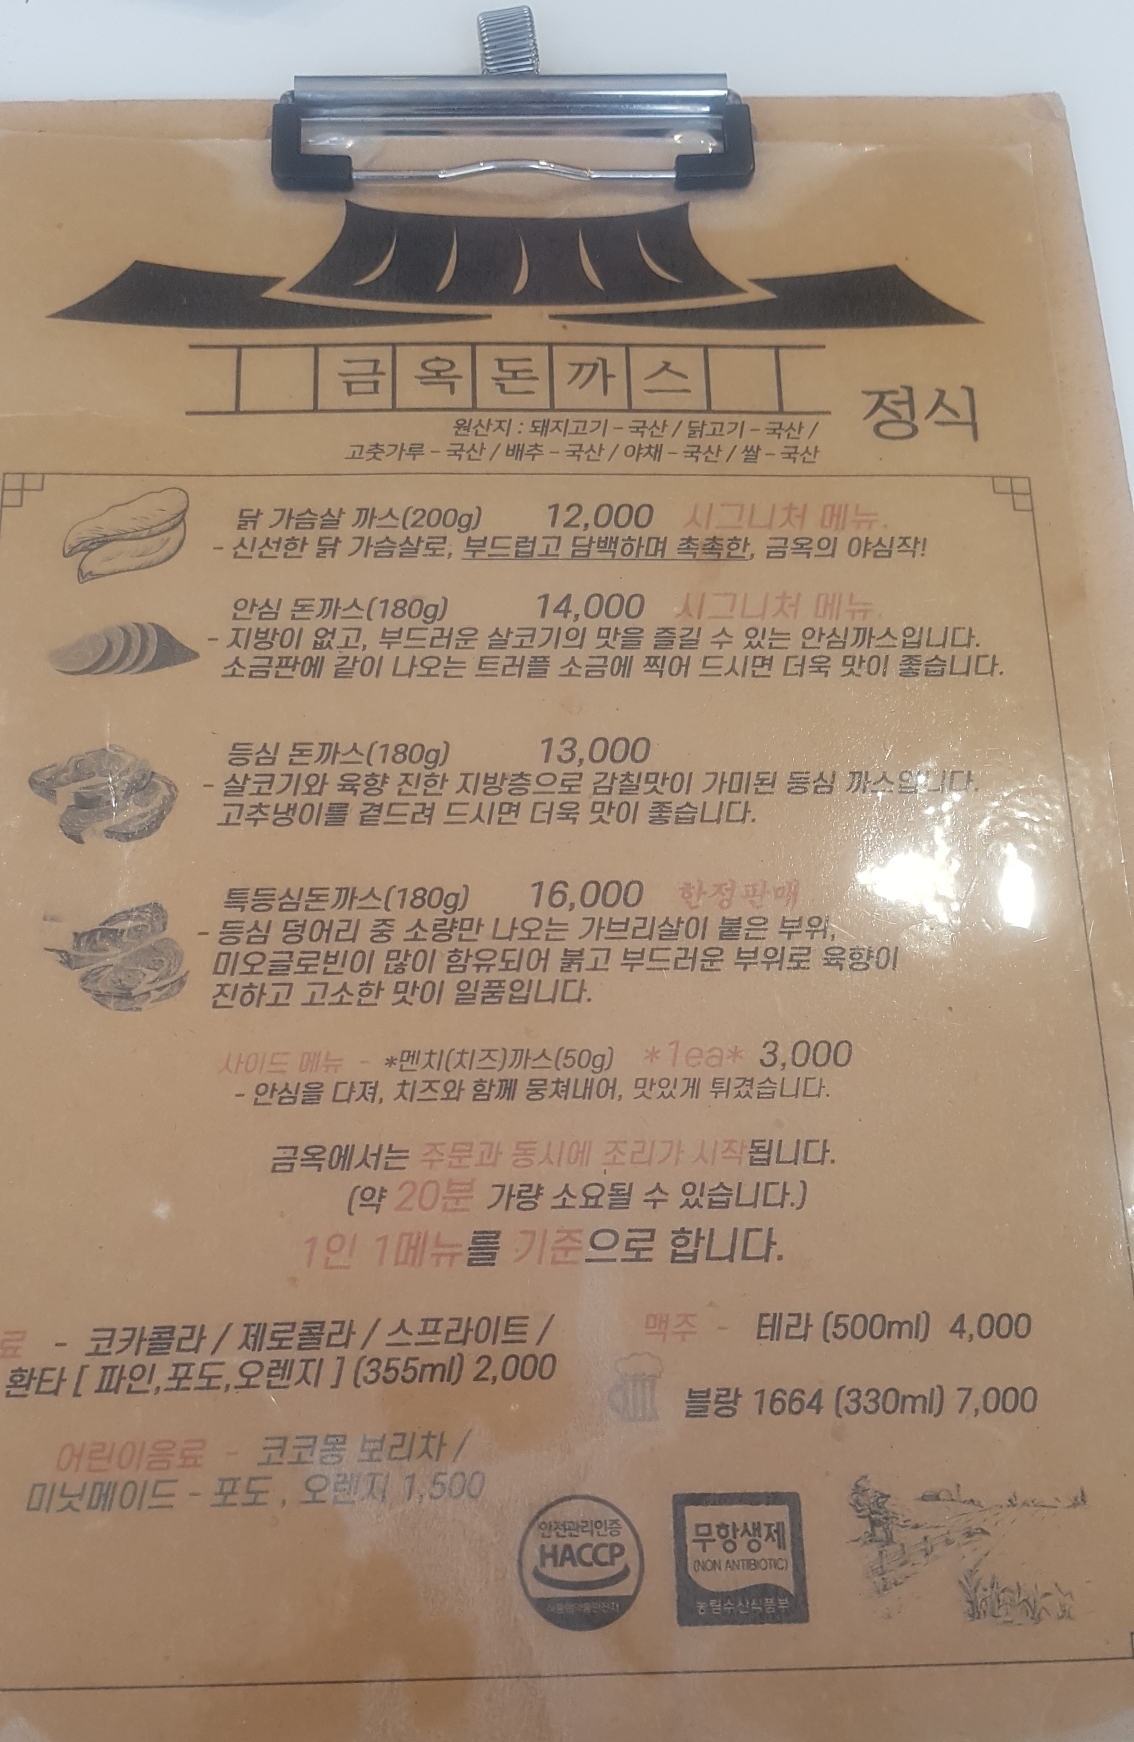 금옥돈까스
정식
원산지 : 돼지고기 - 국산 / 닭고기 - 국산 /
고춧가루 - 국산 / 배추 - 국산 / 야채 - 국산 / 쌀 - 국산
닭 가슴살 까스(200g) 12,000 시그니처 메뉴.
- 신선한 닭 가슴살로, 부드럽고 담백하며 촉촉한, 금옥의 야심작!
안심 돈까스(180g) 14,000 시그니처 메뉴.
- 지방이 없고, 부드러운 살코기의 맛을 즐길 수 있는 안심까스입니다.
소금판에 같이 나오는 트러플 소금에 찍어 드시면 더욱 맛이 좋습니다.
등심 돈까스(180g) 13,000
- 살코기와 육향 진한 지방층으로 감칠맛이 가미된 등심 까스입니다.
고추냉이를 곁드려 드시면 더욱 맛이 좋습니다.
특등심돈까스(180g) 16,000 한정판매
- 등심 덩어리 중 소량만 나오는 가브리살이 붙은 부위,
미오글로빈이 많이 함유되어 붉고 부드러운 부위로 육향이
진하고 고소한 맛이 일품입니다.
사이드 메뉴 - *멘치(치즈)까스(50g) *1ea* 3,000
- 안심을 다져, 치즈와 함께 뭉쳐내어, 맛있게 튀겼습니다.
금옥에서는 주문과 동시에 조리가 시작됩니다.
(약 20분 가량 소요될 수 있습니다.)
1인 1메뉴를 기준으로 합니다.
료 - 코카콜라 / 제로콜라 / 스프라이트 /
환타 [ 파인,포도,오렌지 ] (355ml) 2,000
맥주 - 테라 (500ml) 4,000
블랑 1664 (330ml) 7,000
어린이음료 - 코코몽 보리차 /
미닛메이드 - 포도 , 오렌지 1,500
안전관리인증
HACCP
무항생제
(NON ANTIBIOTIC)
농림수산식품부